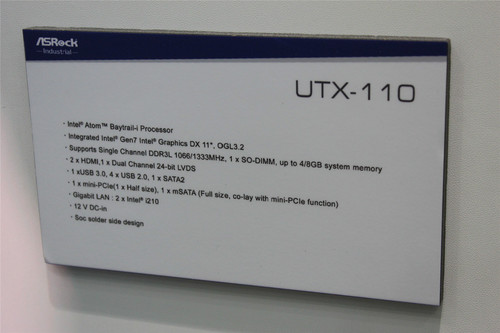 ASRock
Industrial
UTX-110
· Intel® Atom™ Baytrail-i Processor
· Integrated Intel® Gen7 Intel® Graphics DX 11*, OGL3.2
· Supports Single Channel DDR3L 1066/1333MHz, 1 x SO-DIMM, up to 4/8GB system memory
· 2 x HDMI,1 x Dual Channel 24-bit LVDS
· 1 xUSB 3.0, 4 x USB 2.0, 1 x SATA2
· 1 x mini-PCIe(1 x Half size), 1 x mSATA (Full size, co-lay with mini-PCIe function)
· Gigabit LAN : 2 x Intel® i210
· 12 V DC-in
· Soc solder side design